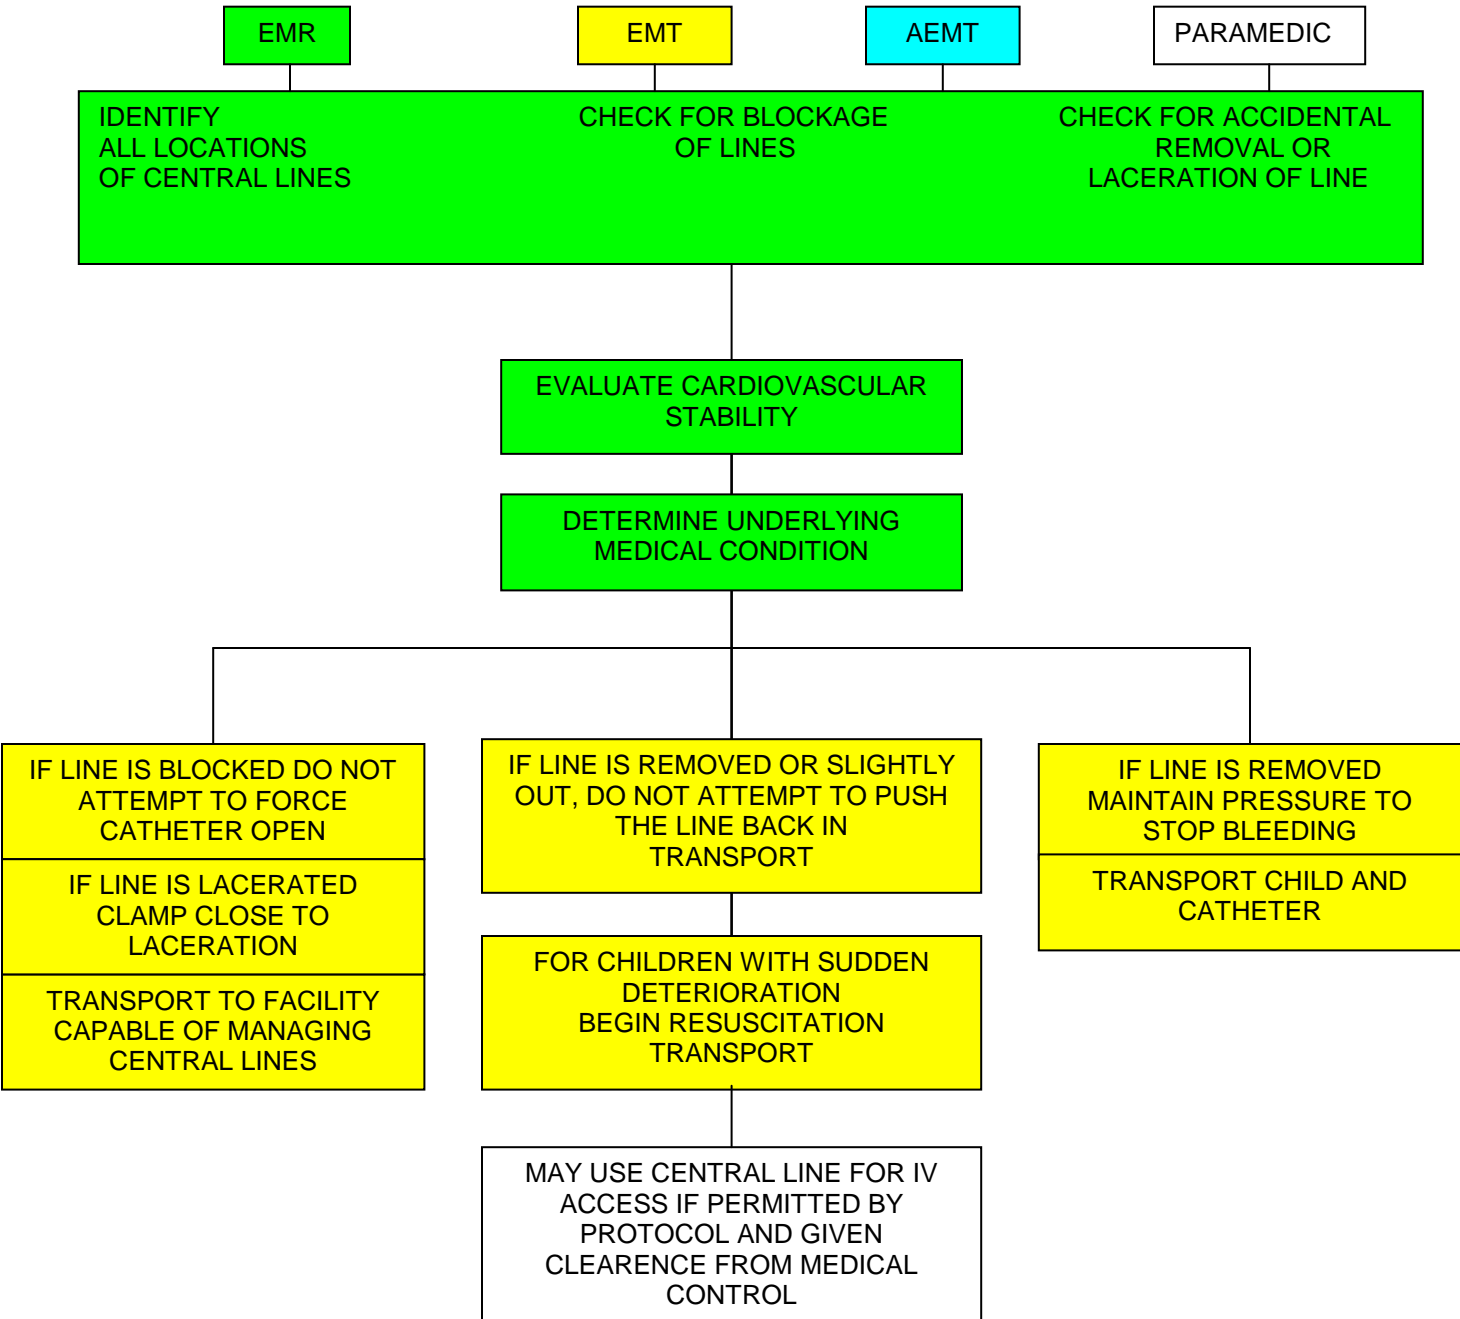 EMR
EMT
AEMT
PARAMEDIC
IDENTIFY
ALL LOCATIONS
OF CENTRAL LINES
CHECK FOR BLOCKAGE
OF LINES
CHECK FOR ACCIDENTAL
REMOVAL OR
LACERATION OF LINE
EVALUATE CARDIOVASCULAR
STABILITY
DETERMINE UNDERLYING
MEDICAL CONDITION
IF LINE IS BLOCKED DO NOT
ATTEMPT TO FORCE
CATHETER OPEN
IF LINE IS LACERATED
CLAMP CLOSE TO
LACERATION
TRANSPORT TO FACILITY
CAPABLE OF MANAGING
CENTRAL LINES
IF LINE IS REMOVED OR SLIGHTLY
OUT, DO NOT ATTEMPT TO PUSH
THE LINE BACK IN
TRANSPORT
FOR CHILDREN WITH SUDDEN
DETERIORATION
BEGIN RESUSCITATION
TRANSPORT
MAY USE CENTRAL LINE FOR IV
ACCESS IF PERMITTED BY
PROTOCOL AND GIVEN
CLEARENCE FROM MEDICAL
CONTROL
IF LINE IS REMOVED
MAINTAIN PRESSURE TO
STOP BLEEDING
TRANSPORT CHILD AND
CATHETER